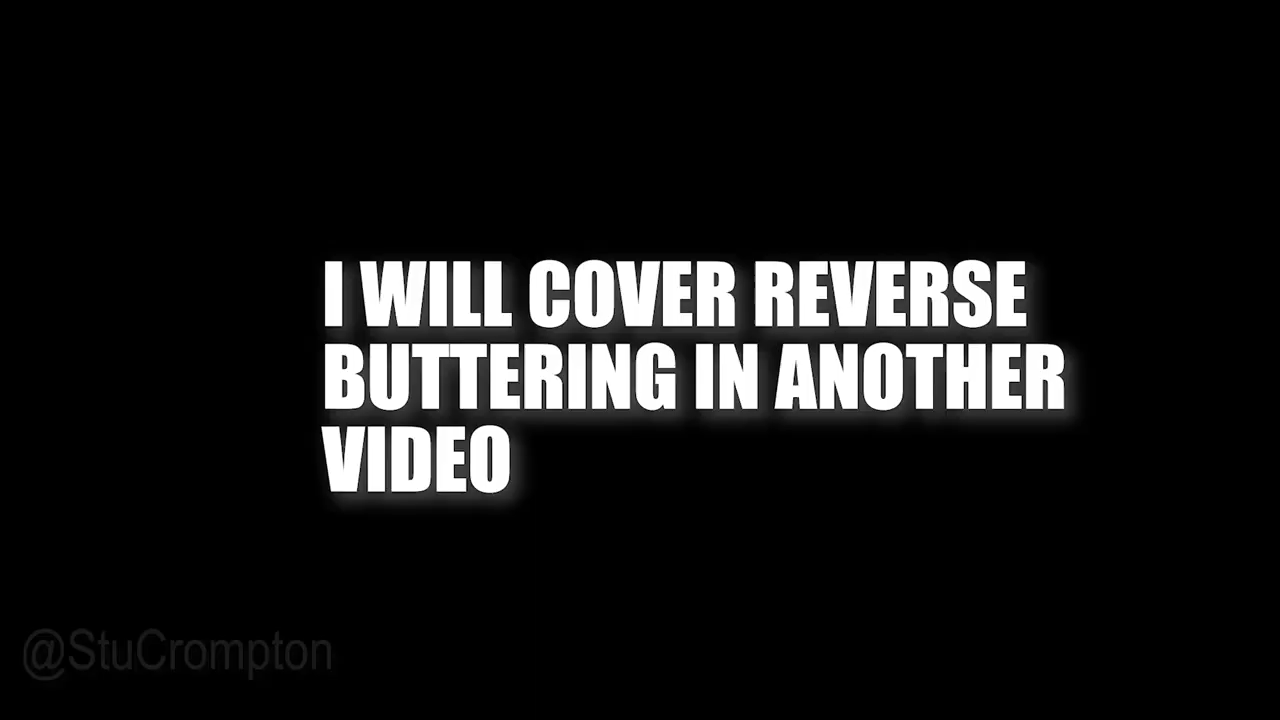 I WILL COVER REVERSE
BUTTERING IN ANOTHER
VIDEO
@StuCrompton